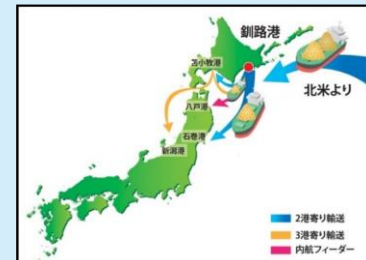 釧路港
苫小牧港
北米より
八戸港
石巻港
新潟港
2港寄り輸送
3港寄り輸送
内航フィーダー